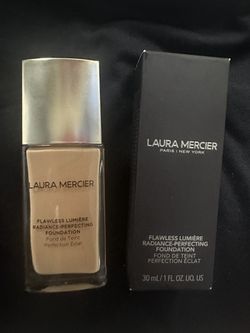 LAURA MERCIER
FLAWLESS LUMIÈRE
RADIANCE-PERFECTING
FOUNDATION
Fond de Teint
Perfection Éclat
LAURA MERCIER
PARIS | NEW YORK
FLAWLESS LUMIÈRE
RADIANCE-PERFECTING
FOUNDATION
FOND DE TEINT
PERFECTION ÉCLAT
30 mL / 1 FL. OZ. LIQ. US